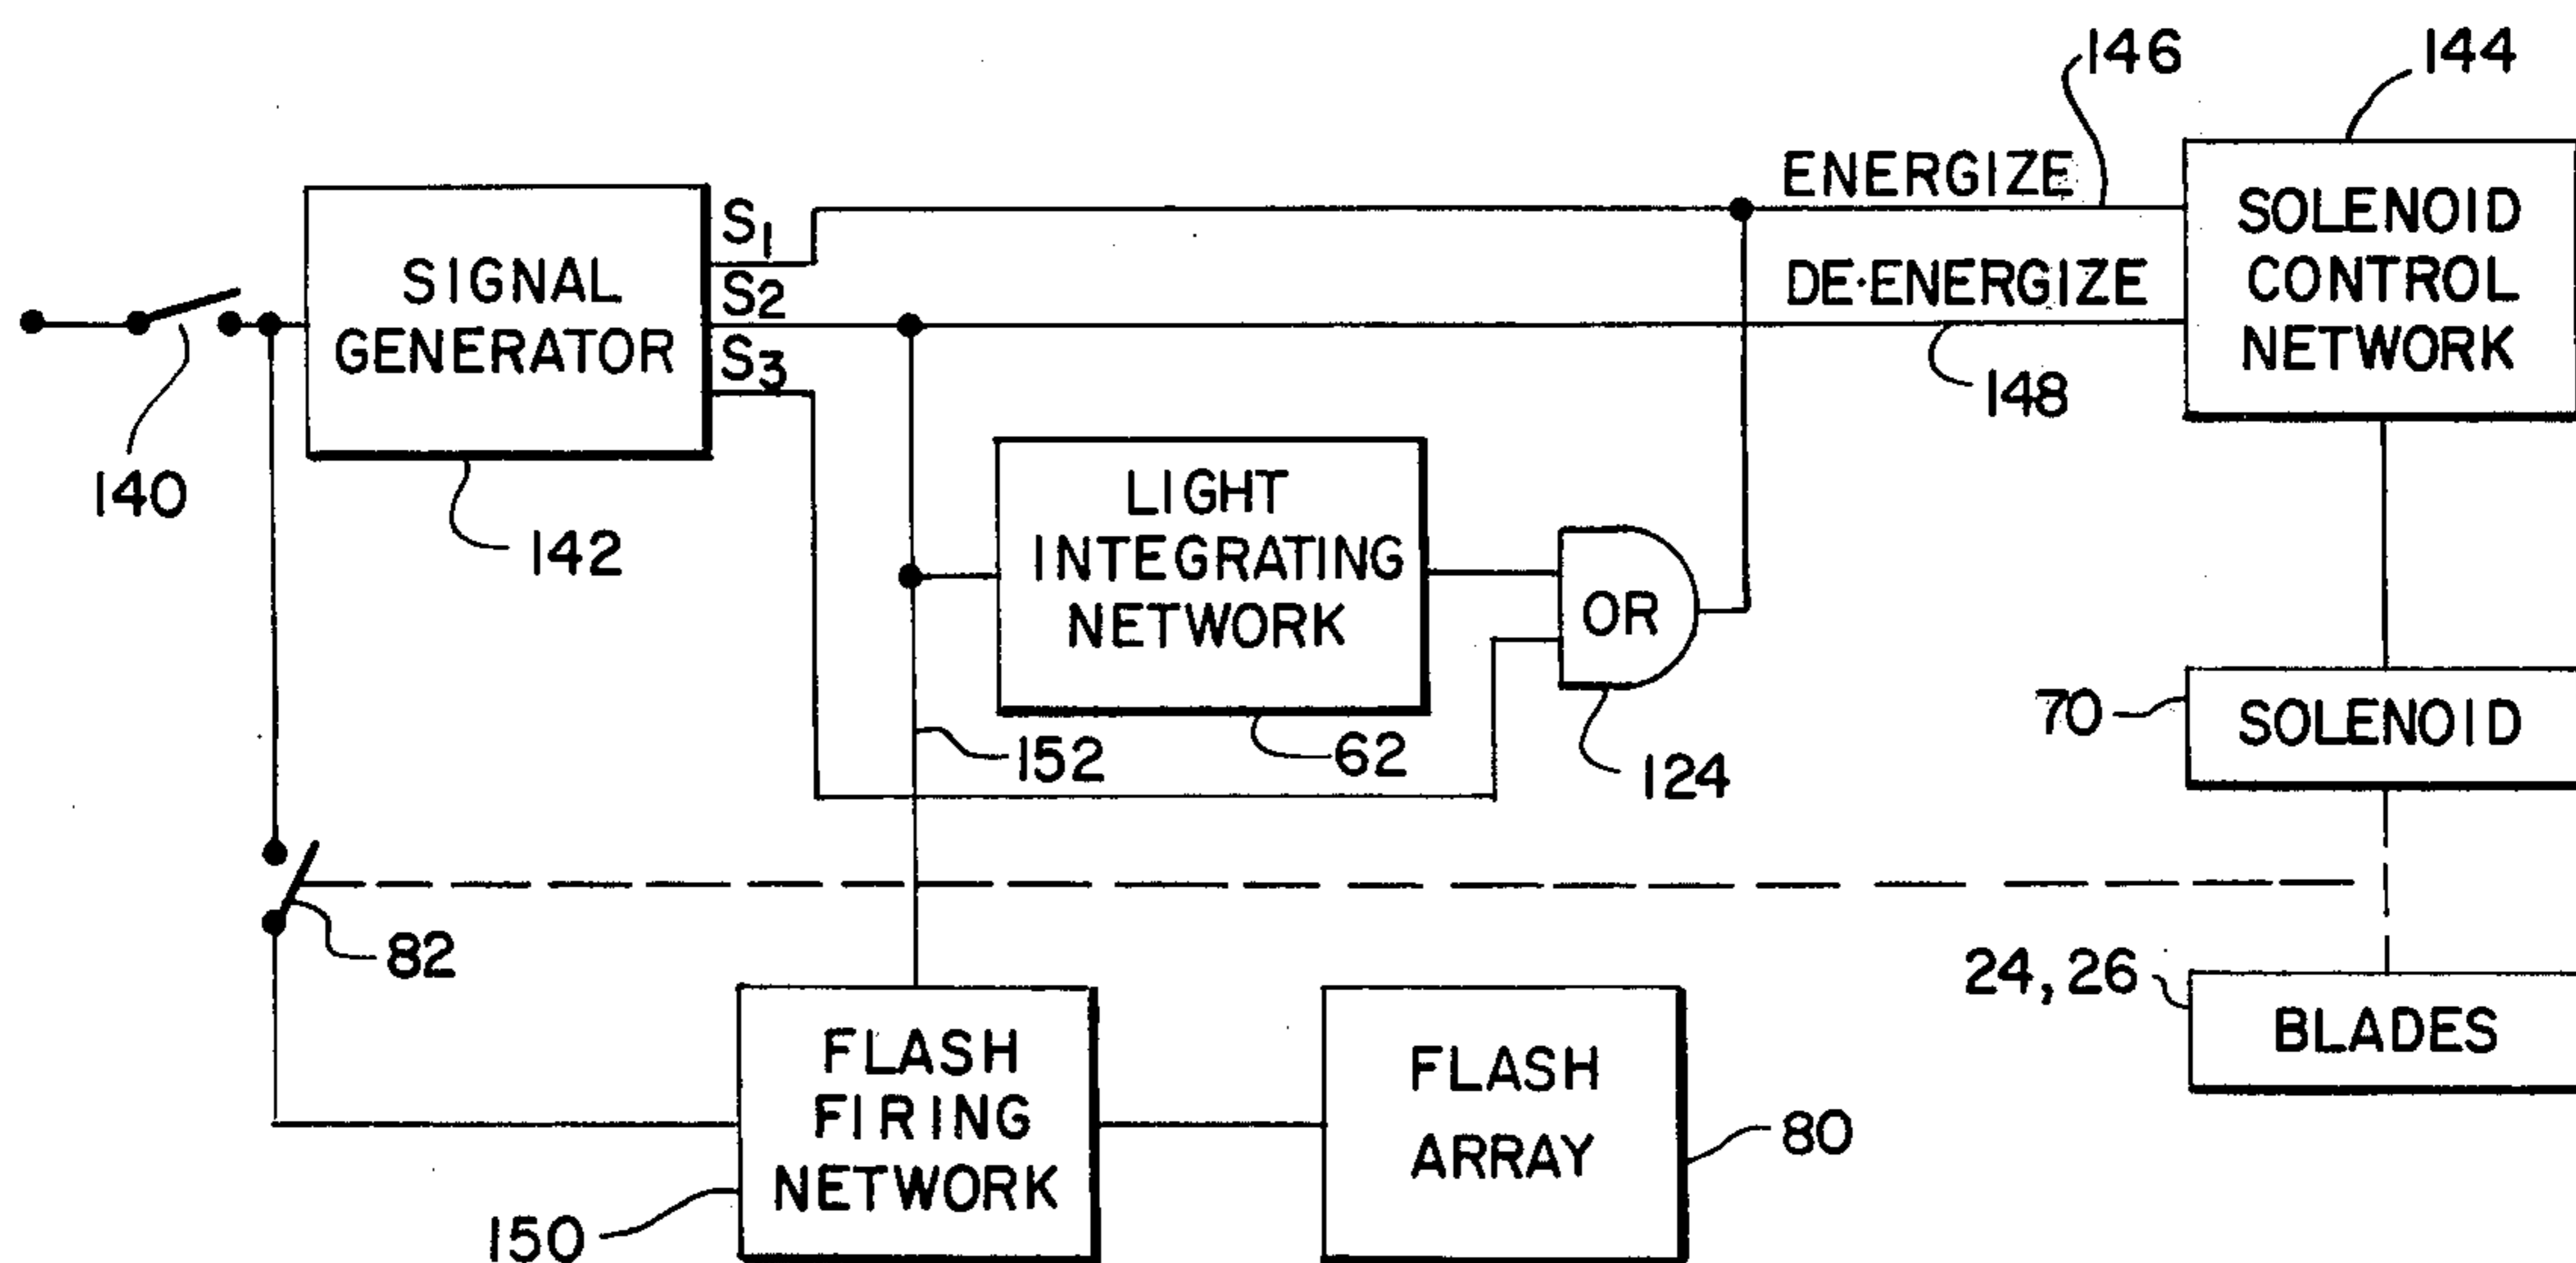 146
144
ENERGIZE
SOLENOID
CONTROL
NETWORK
S1
SIGNAL
GENERATOR
S2
DE-ENERGIZE
S3
148
140
142
LIGHT
INTEGRATING
NETWORK
OR
70
SOLENOID
152
62
124
82
24, 26
BLADES
FLASH
FIRING
NETWORK
FLASH
ARRAY
80
150